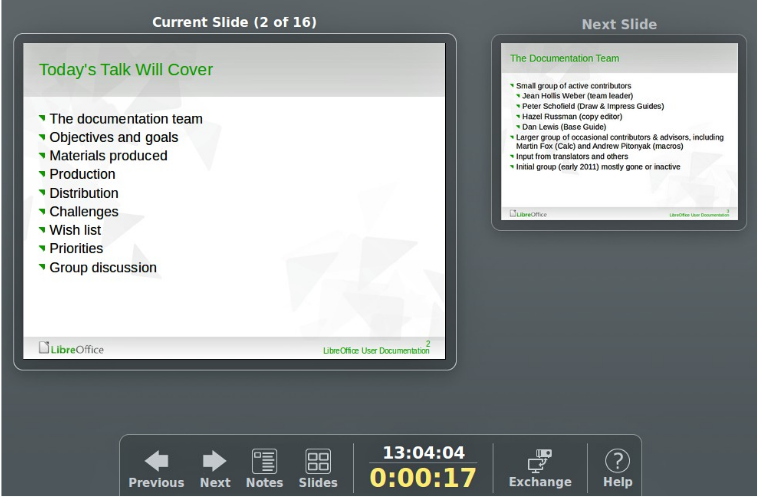 Current Slide (2 of 16)
Today's Talk Will Cover
The documentation team
Objectives and goals
Materials produced
Production
Distribution
Challenges
Wish list
Priorities
Group discussion
LibreOffice
2
LibreOffice User Documentation
Next Slide
The Documentation Team
Small group of active contributors
Jean Hollis Weber (team leader)
Peter Schofield (Draw & Impress Guides)
Hazel Russman (copy editor)
Dan Lewis (Base Guide)
Larger group of occasional contributors & advisors, including
Martin Fox (Calc) and Andrew Pitonyak (macros)
Input from translators and others
Initial group (early 2011) mostly gone or inactive
LibreOffice
3
LibreOffice User Documentation
Previous
Next
Notes
Slides
13:04:04
0:00:17
Exchange
Help